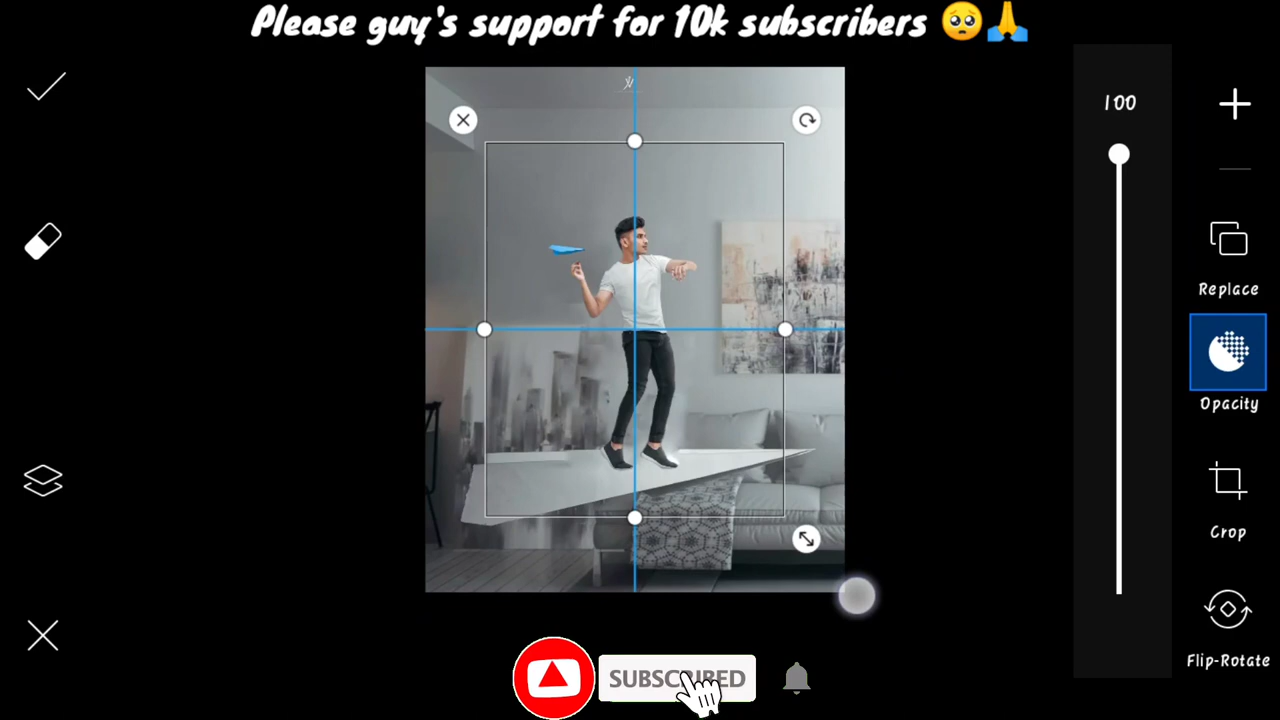 Please guy's support for 10k subscribers 🥺🙏
100
Replace
Opacity
Crop
Flip-Rotate
SUBSCRIBED